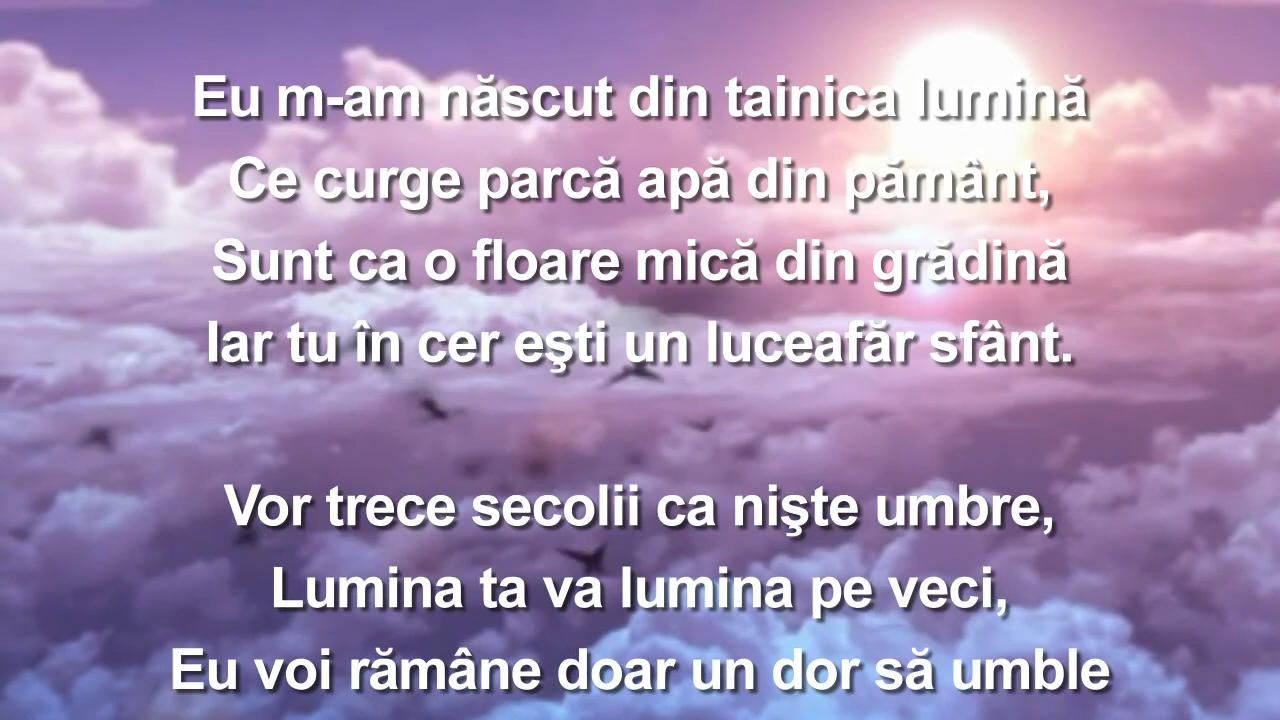 Eu m-am născut din tainica lumină
Ce curge parcă apă din pământ,
Sunt ca o floare mică din grădină
Iar tu în cer eşti un luceafăr sfânt.
Vor trece secolii ca nişte umbre,
Lumina ta va lumina pe veci,
Eu voi rămâne doar un dor să umble